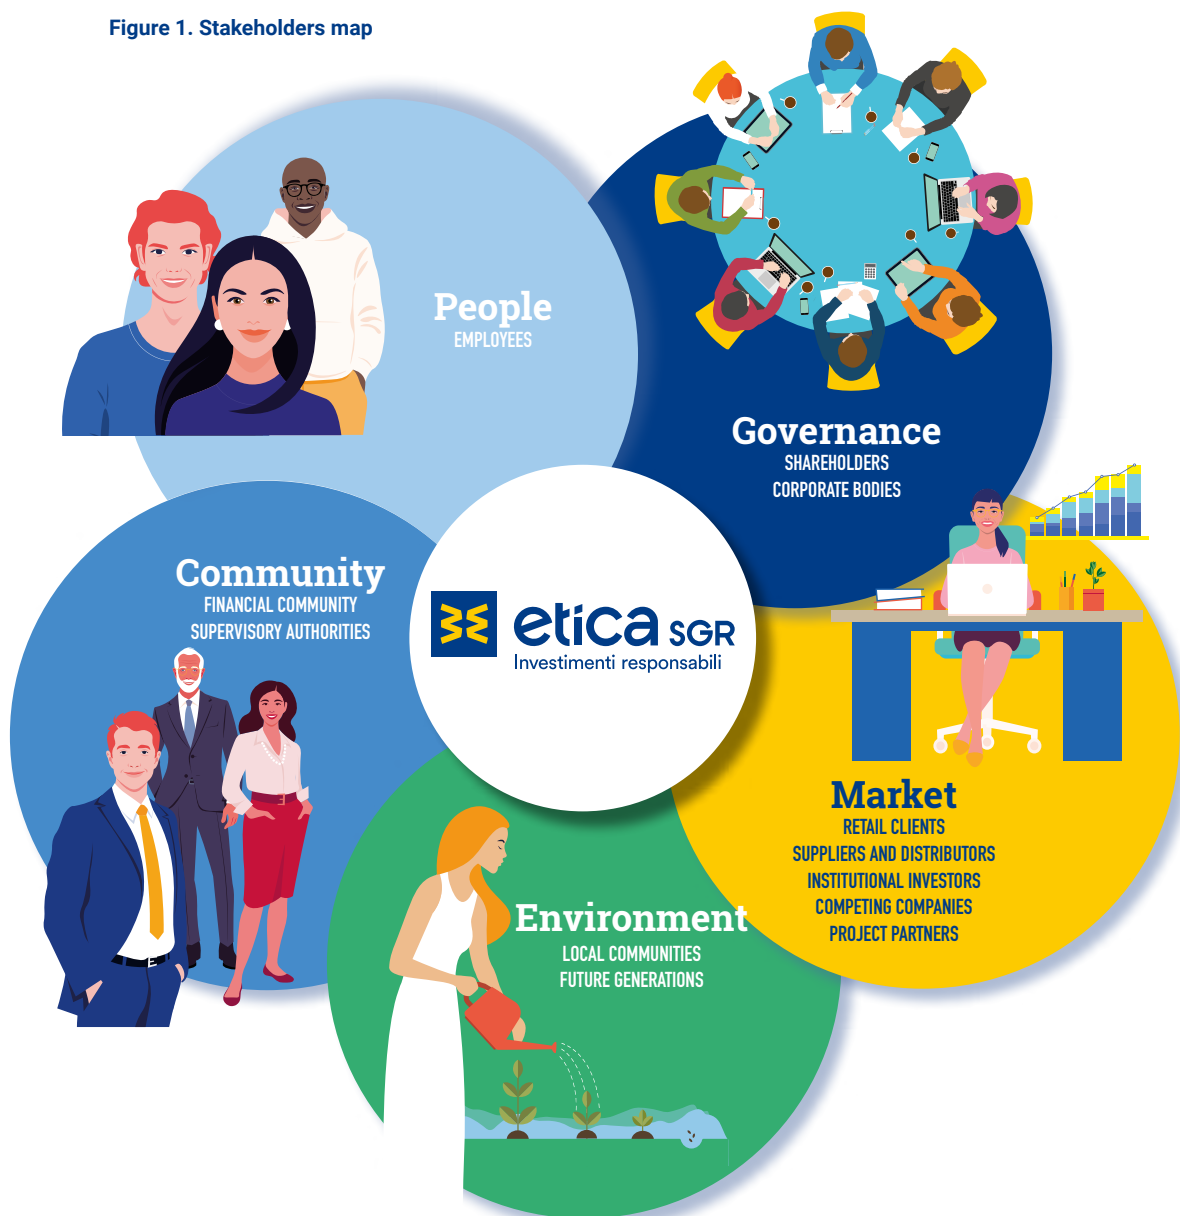 Figure 1. Stakeholders map
People
EMPLOYEES
Governance
SHAREHOLDERS
CORPORATE BODIES
Community
FINANCIAL COMMUNITY
SUPERVISORY AUTHORITIES
etica SGR
Investimenti responsabili
Market
RETAIL CLIENTS
SUPPLIERS AND DISTRIBUTORS
INSTITUTIONAL INVESTORS
COMPETING COMPANIES
PROJECT PARTNERS
Environment
LOCAL COMMUNITIES
FUTURE GENERATIONS